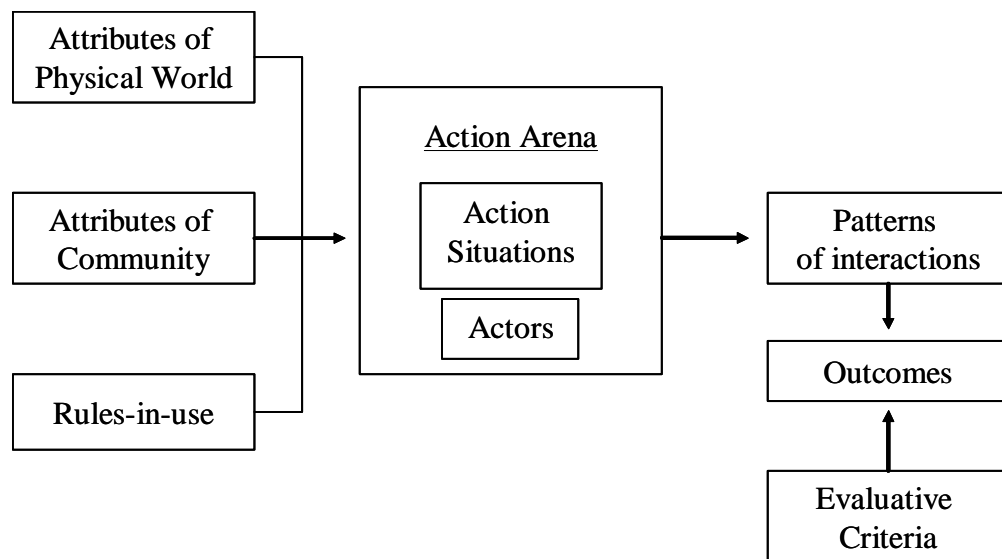 Attributes of
Physical World
Attributes of
Community
Rules-in-use
Action Arena
Action
Situations
Actors
Patterns
of interactions
Outcomes
Evaluative
Criteria